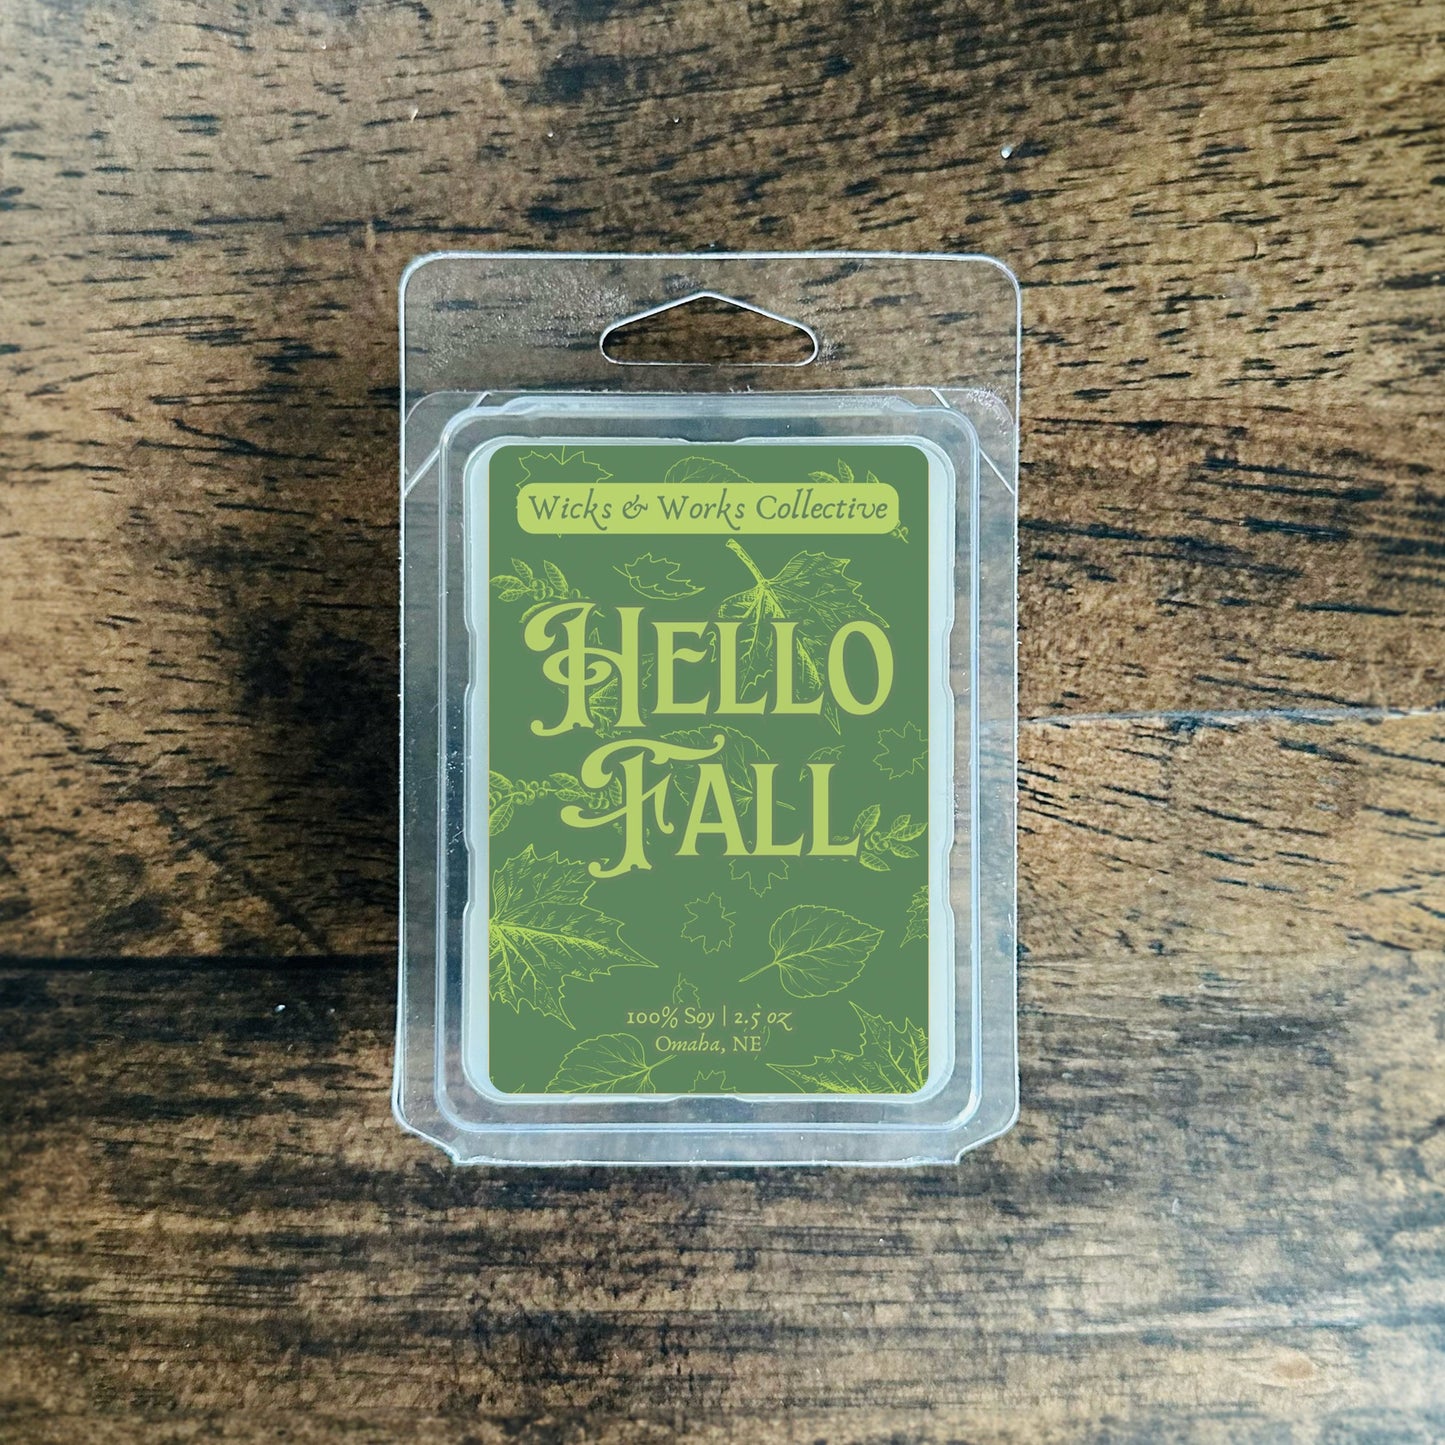 Wicks & Works Collective
HELLO
FALL
100% Soy | 2.5 oz
Omaha, NE